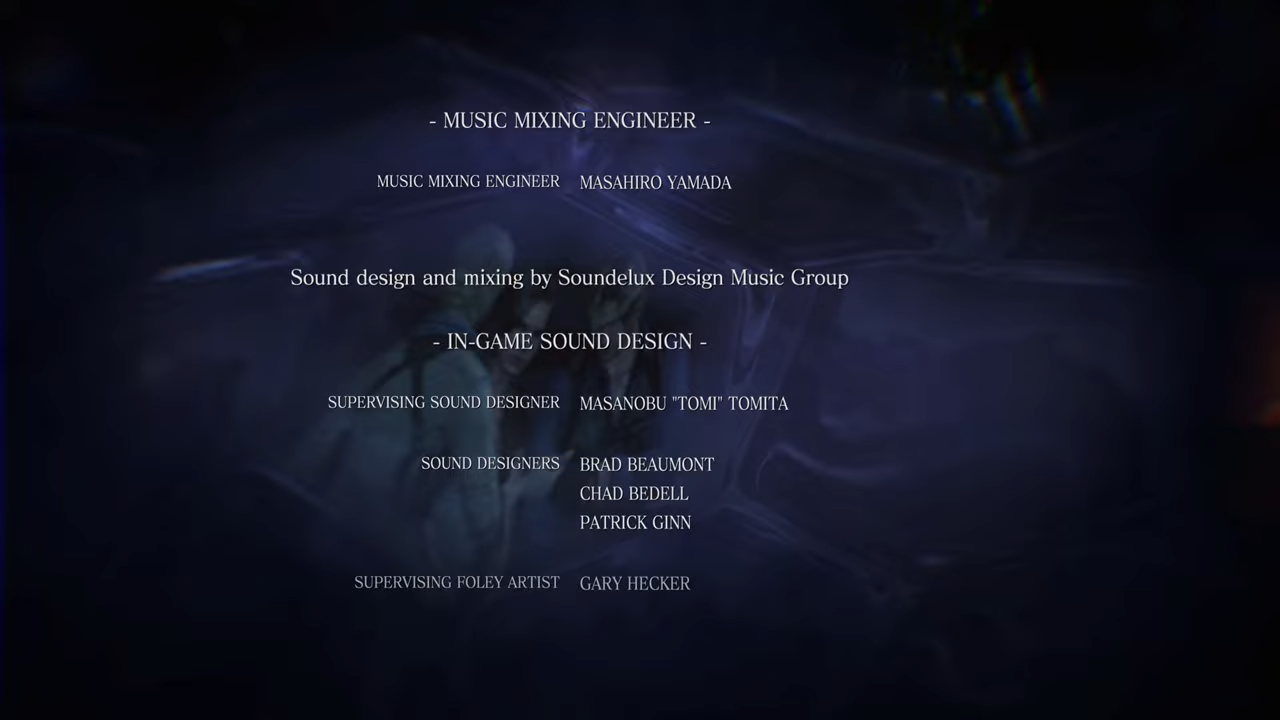 - MUSIC MIXING ENGINEER -
MUSIC MIXING ENGINEER MASAHIRO YAMADA
Sound design and mixing by Soundelux Design Music Group
- IN-GAME SOUND DESIGN -
SUPERVISING SOUND DESIGNER MASANOBU "TOMI" TOMITA
SOUND DESIGNERS BRAD BEAUMONT
CHAD BEDELL
PATRICK GINN
SUPERVISING FOLEY ARTIST GARY HECKER